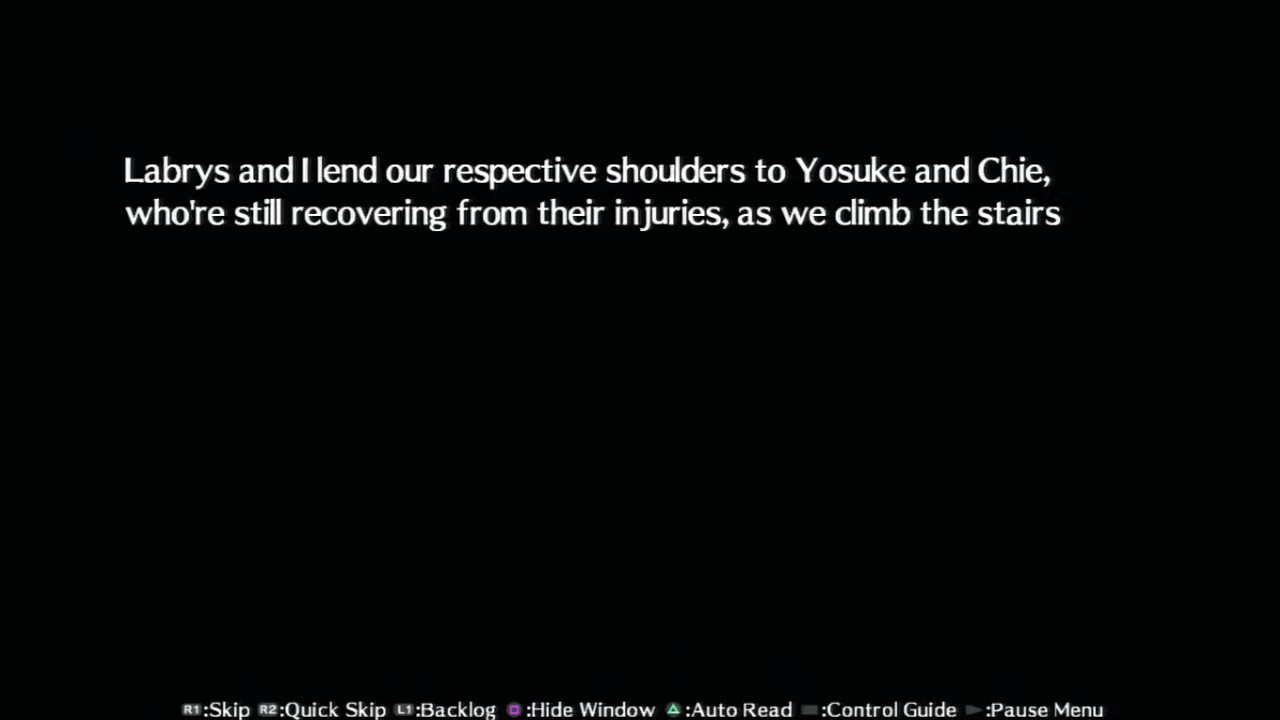 Labrys and I lend our respective shoulders to Yosuke and Chie,
who're still recovering from their injuries, as we climb the stairs
R1:Skip R2:Quick Skip L1:Backlog :Hide Window :Auto Read :Control Guide :Pause Menu